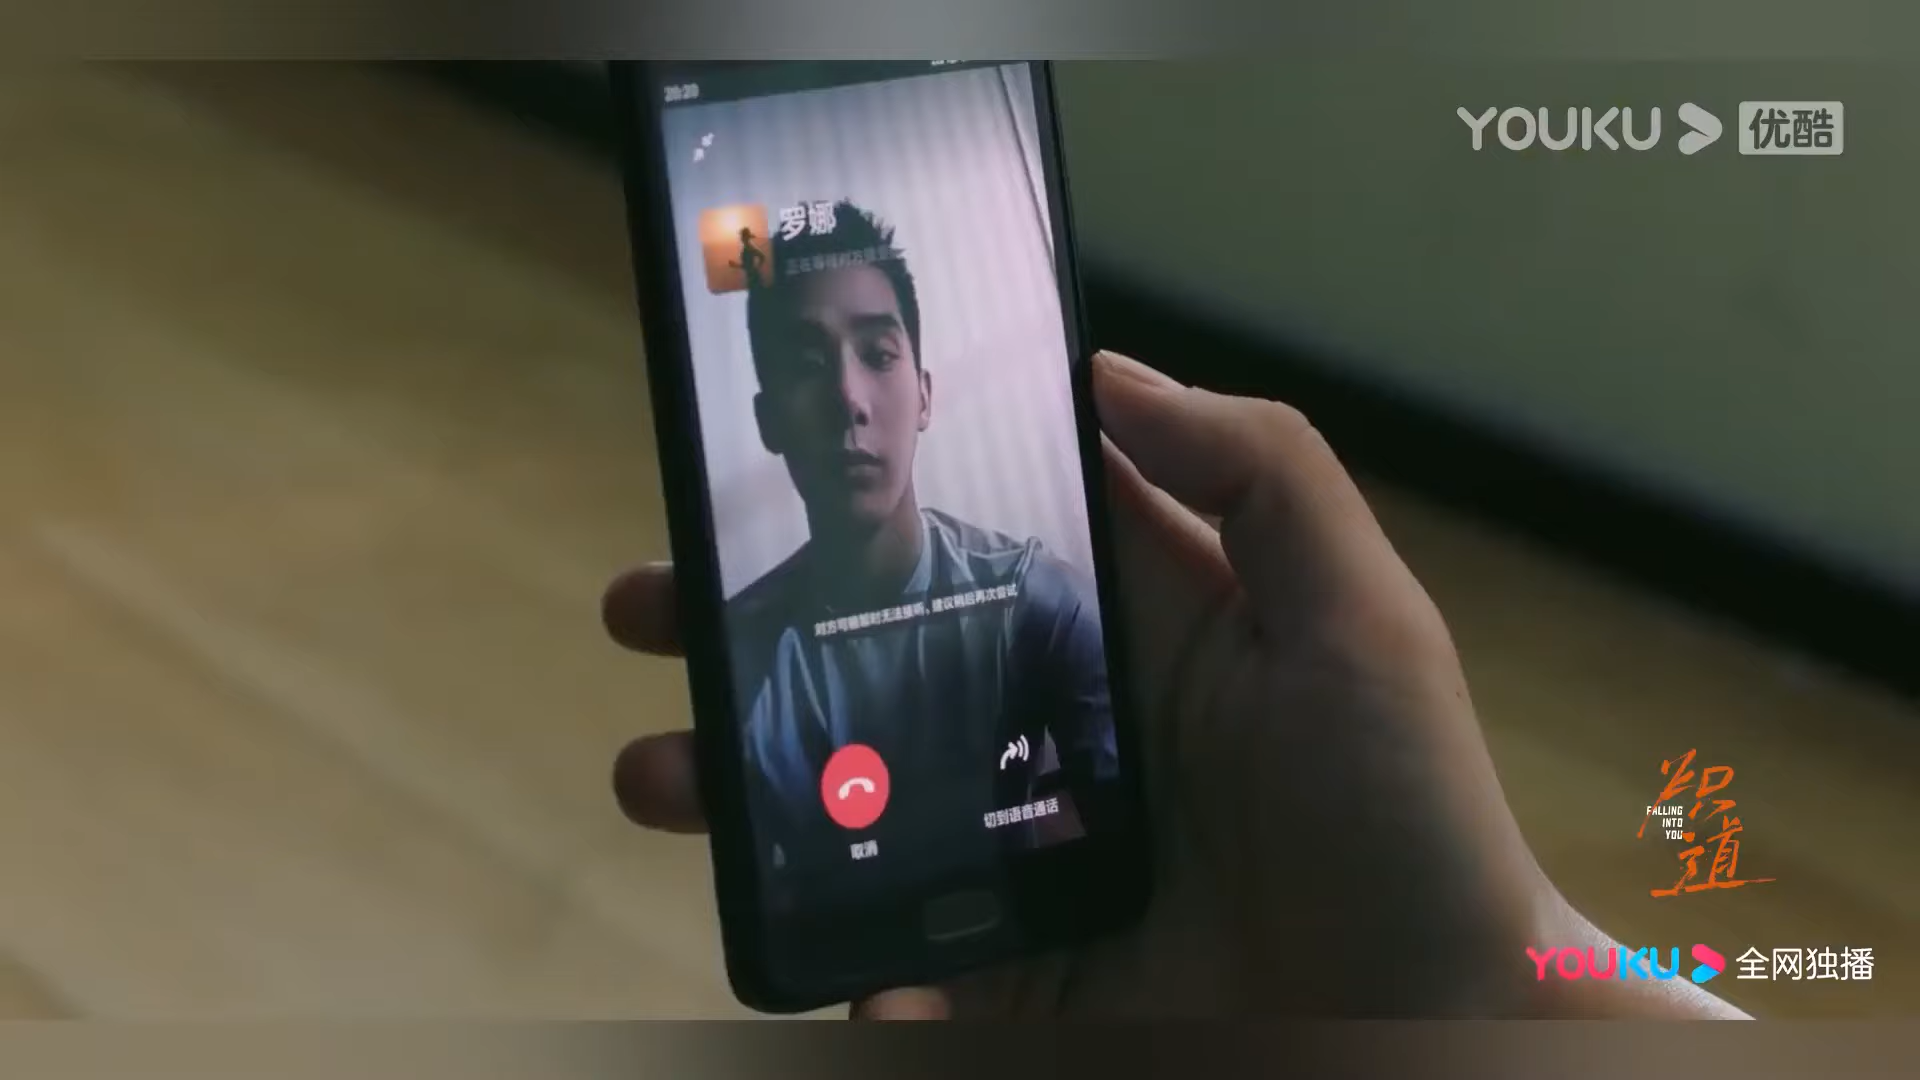 20:20
YOUKU 优酷
罗娜
正在等待对方接受
对方可能暂时无法接听，建议稍后再次尝试
取消
切到语音通话
炽道
FALLING
INTO
YOU
YOUKU 全网独播